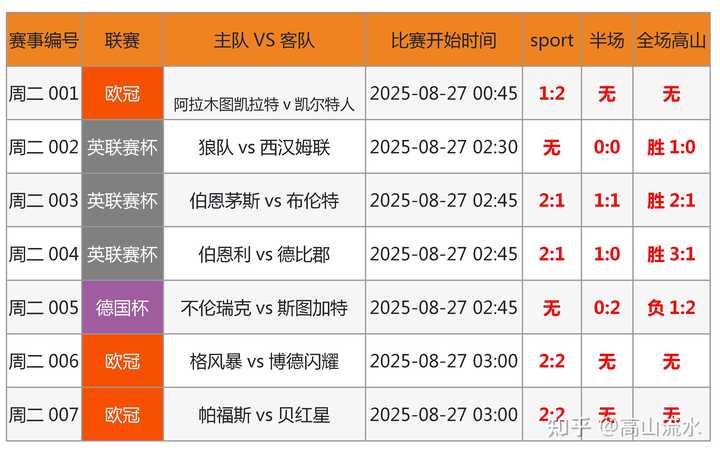 赛事编号 联赛 主队 VS 客队 比赛开始时间 sport 半场 全场高山
周二 001 欧冠 阿拉木图凯拉特 v 凯尔特人 2025-08-27 00:45 1:2 无 无
周二 002 英联赛杯 狼队 vs 西汉姆联 2025-08-27 02:30 无 0:0 胜 1:0
周二 003 英联赛杯 伯恩茅斯 vs 布伦特 2025-08-27 02:45 2:1 1:1 胜 2:1
周二 004 英联赛杯 伯恩利 vs 德比郡 2025-08-27 02:45 2:1 1:0 胜 3:1
周二 005 德国杯 不伦瑞克 vs 斯图加特 2025-08-27 02:45 无 0:2 负 1:2
周二 006 欧冠 格风暴 vs 博德闪耀 2025-08-27 03:00 2:2 无 无
周二 007 欧冠 帕福斯 vs 贝红星 2025-08-27 03:00 2:2 无 无
知乎 @高山流水